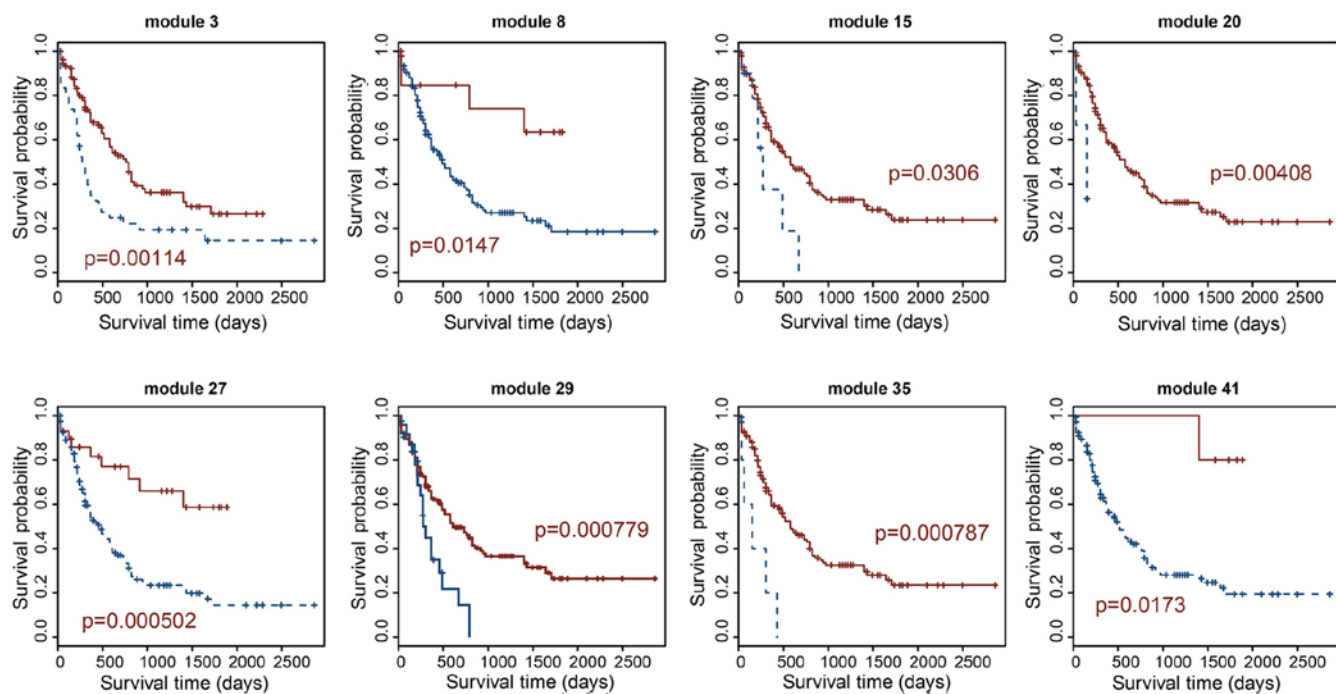 module 3
Survival probability
0.0 0.2 0.4 0.6 0.8 1.0
p=0.00114
0 500 1000 1500 2000 2500
Survival time (days)
module 8
Survival probability
0.0 0.2 0.4 0.6 0.8 1.0
p=0.0147
0 500 1000 1500 2000 2500
Survival time (days)
module 15
Survival probability
0.0 0.2 0.4 0.6 0.8 1.0
p=0.0306
0 500 1000 1500 2000 2500
Survival time (days)
module 20
Survival probability
0.0 0.2 0.4 0.6 0.8 1.0
p=0.00408
0 500 1000 1500 2000 2500
Survival time (days)
module 27
Survival probability
0.0 0.2 0.4 0.6 0.8 1.0
p=0.000502
0 500 1000 1500 2000 2500
Survival time (days)
module 29
Survival probability
0.0 0.2 0.4 0.6 0.8 1.0
p=0.000779
0 500 1000 1500 2000 2500
Survival time (days)
module 35
Survival probability
0.0 0.2 0.4 0.6 0.8 1.0
p=0.000787
0 500 1000 1500 2000 2500
Survival time (days)
module 41
Survival probability
0.0 0.2 0.4 0.6 0.8 1.0
p=0.0173
0 500 1000 1500 2000 2500
Survival time (days)